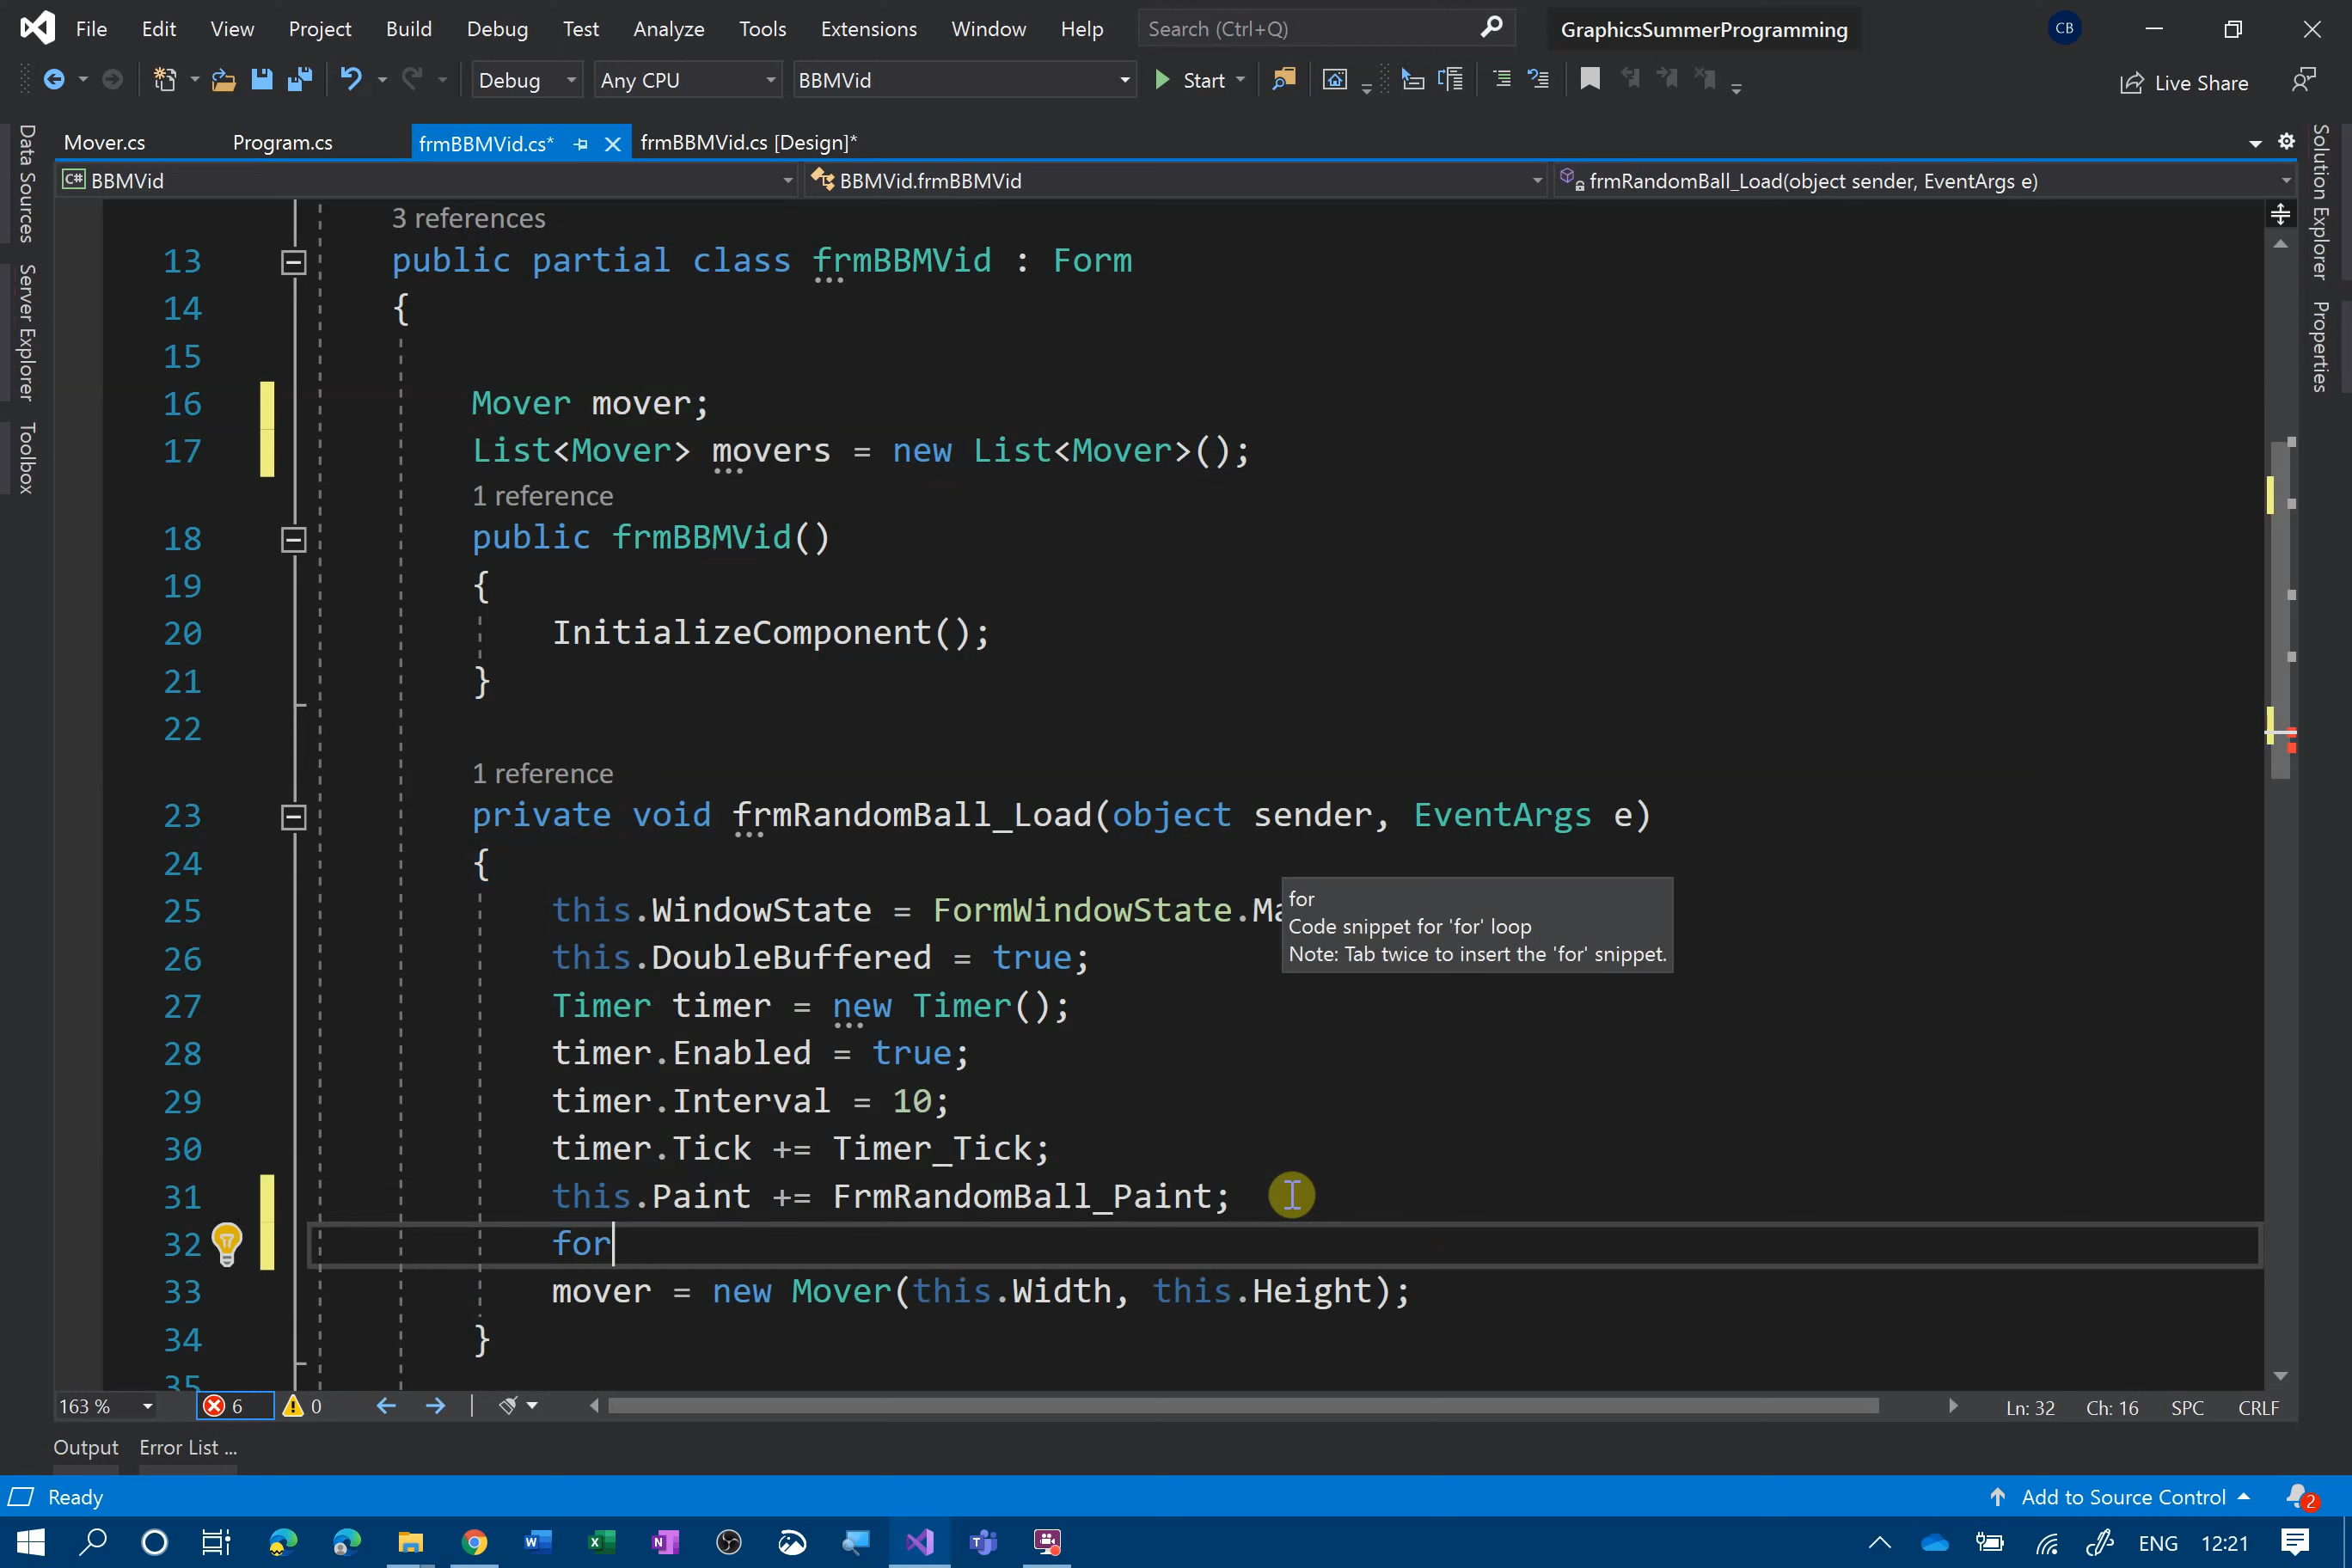 File Edit View Project Build Debug Test Analyze Tools Extensions Window Help Search (Ctrl+Q) GraphicsSummerProgramming CB
Debug Any CPU BBMVid Start Live Share
Mover.cs Program.cs frmBBMVid.cs* frmBBMVid.cs [Design]*
C# BBMVid BBMVid.frmBBMVid frmRandomBall_Load(object sender, EventArgs e)
Data Sources
Server Explorer
Toolbox
Solution Explorer
Properties
3 references
13 public partial class frmBBMVid : Form
14 {
15
16 Mover mover;
17 List<Mover> movers = new List<Mover>();
1 reference
18 public frmBBMVid()
19 {
20 InitializeComponent();
21 }
22
1 reference
23 private void frmRandomBall_Load(object sender, EventArgs e)
24 {
25 this.WindowState = FormWindowState.Ma
for
Code snippet for 'for' loop
Note: Tab twice to insert the 'for' snippet.
26 this.DoubleBuffered = true;
27 Timer timer = new Timer();
28 timer.Enabled = true;
29 timer.Interval = 10;
30 timer.Tick += Timer_Tick;
31 this.Paint += FrmRandomBall_Paint;
32 for
33 mover = new Mover(this.Width, this.Height);
34 }
35
163 % 6 0 Ln: 32 Ch: 16 SPC CRLF
Output Error List ...
Ready Add to Source Control 2
ENG 12:21